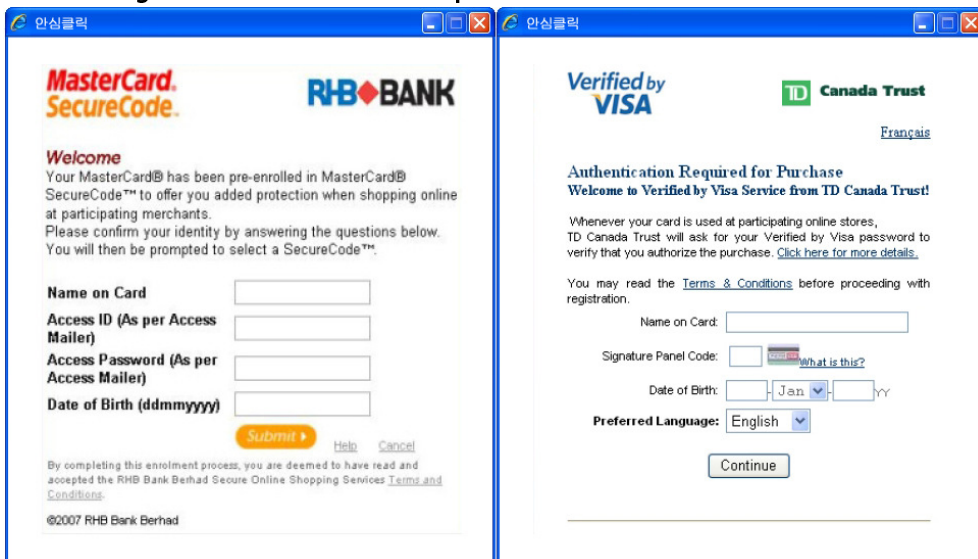 안심클릭
MasterCard.
SecureCode.
RHB BANK
Welcome
Your MasterCard® has been pre-enrolled in MasterCard®
SecureCode™ to offer you added protection when shopping online
at participating merchants.
Please confirm your identity by answering the questions below.
You will then be prompted to select a SecureCode™.
Name on Card
Access ID (As per Access
Mailer)
Access Password (As per
Access Mailer)
Date of Birth (ddmmyyyy)
Submit
Help Cancel
By completing this enrolment process, you are deemed to have read and
accepted the RHB Bank Berhad Secure Online Shopping Services Terms and
Conditions.
©2007 RHB Bank Berhad
안심클릭
Verified by
VISA
TD Canada Trust
Français
Authentication Required for Purchase
Welcome to Verified by Visa Service from TD Canada Trust!
Whenever your card is used at participating online stores,
TD Canada Trust will ask for your Verified by Visa password to
verify that you authorize the purchase. Click here for more details.
You may read the Terms & Conditions before proceeding with
registration.
Name on Card:
Signature Panel Code: What is this?
Date of Birth: - Jan - YY
Preferred Language: English
Continue